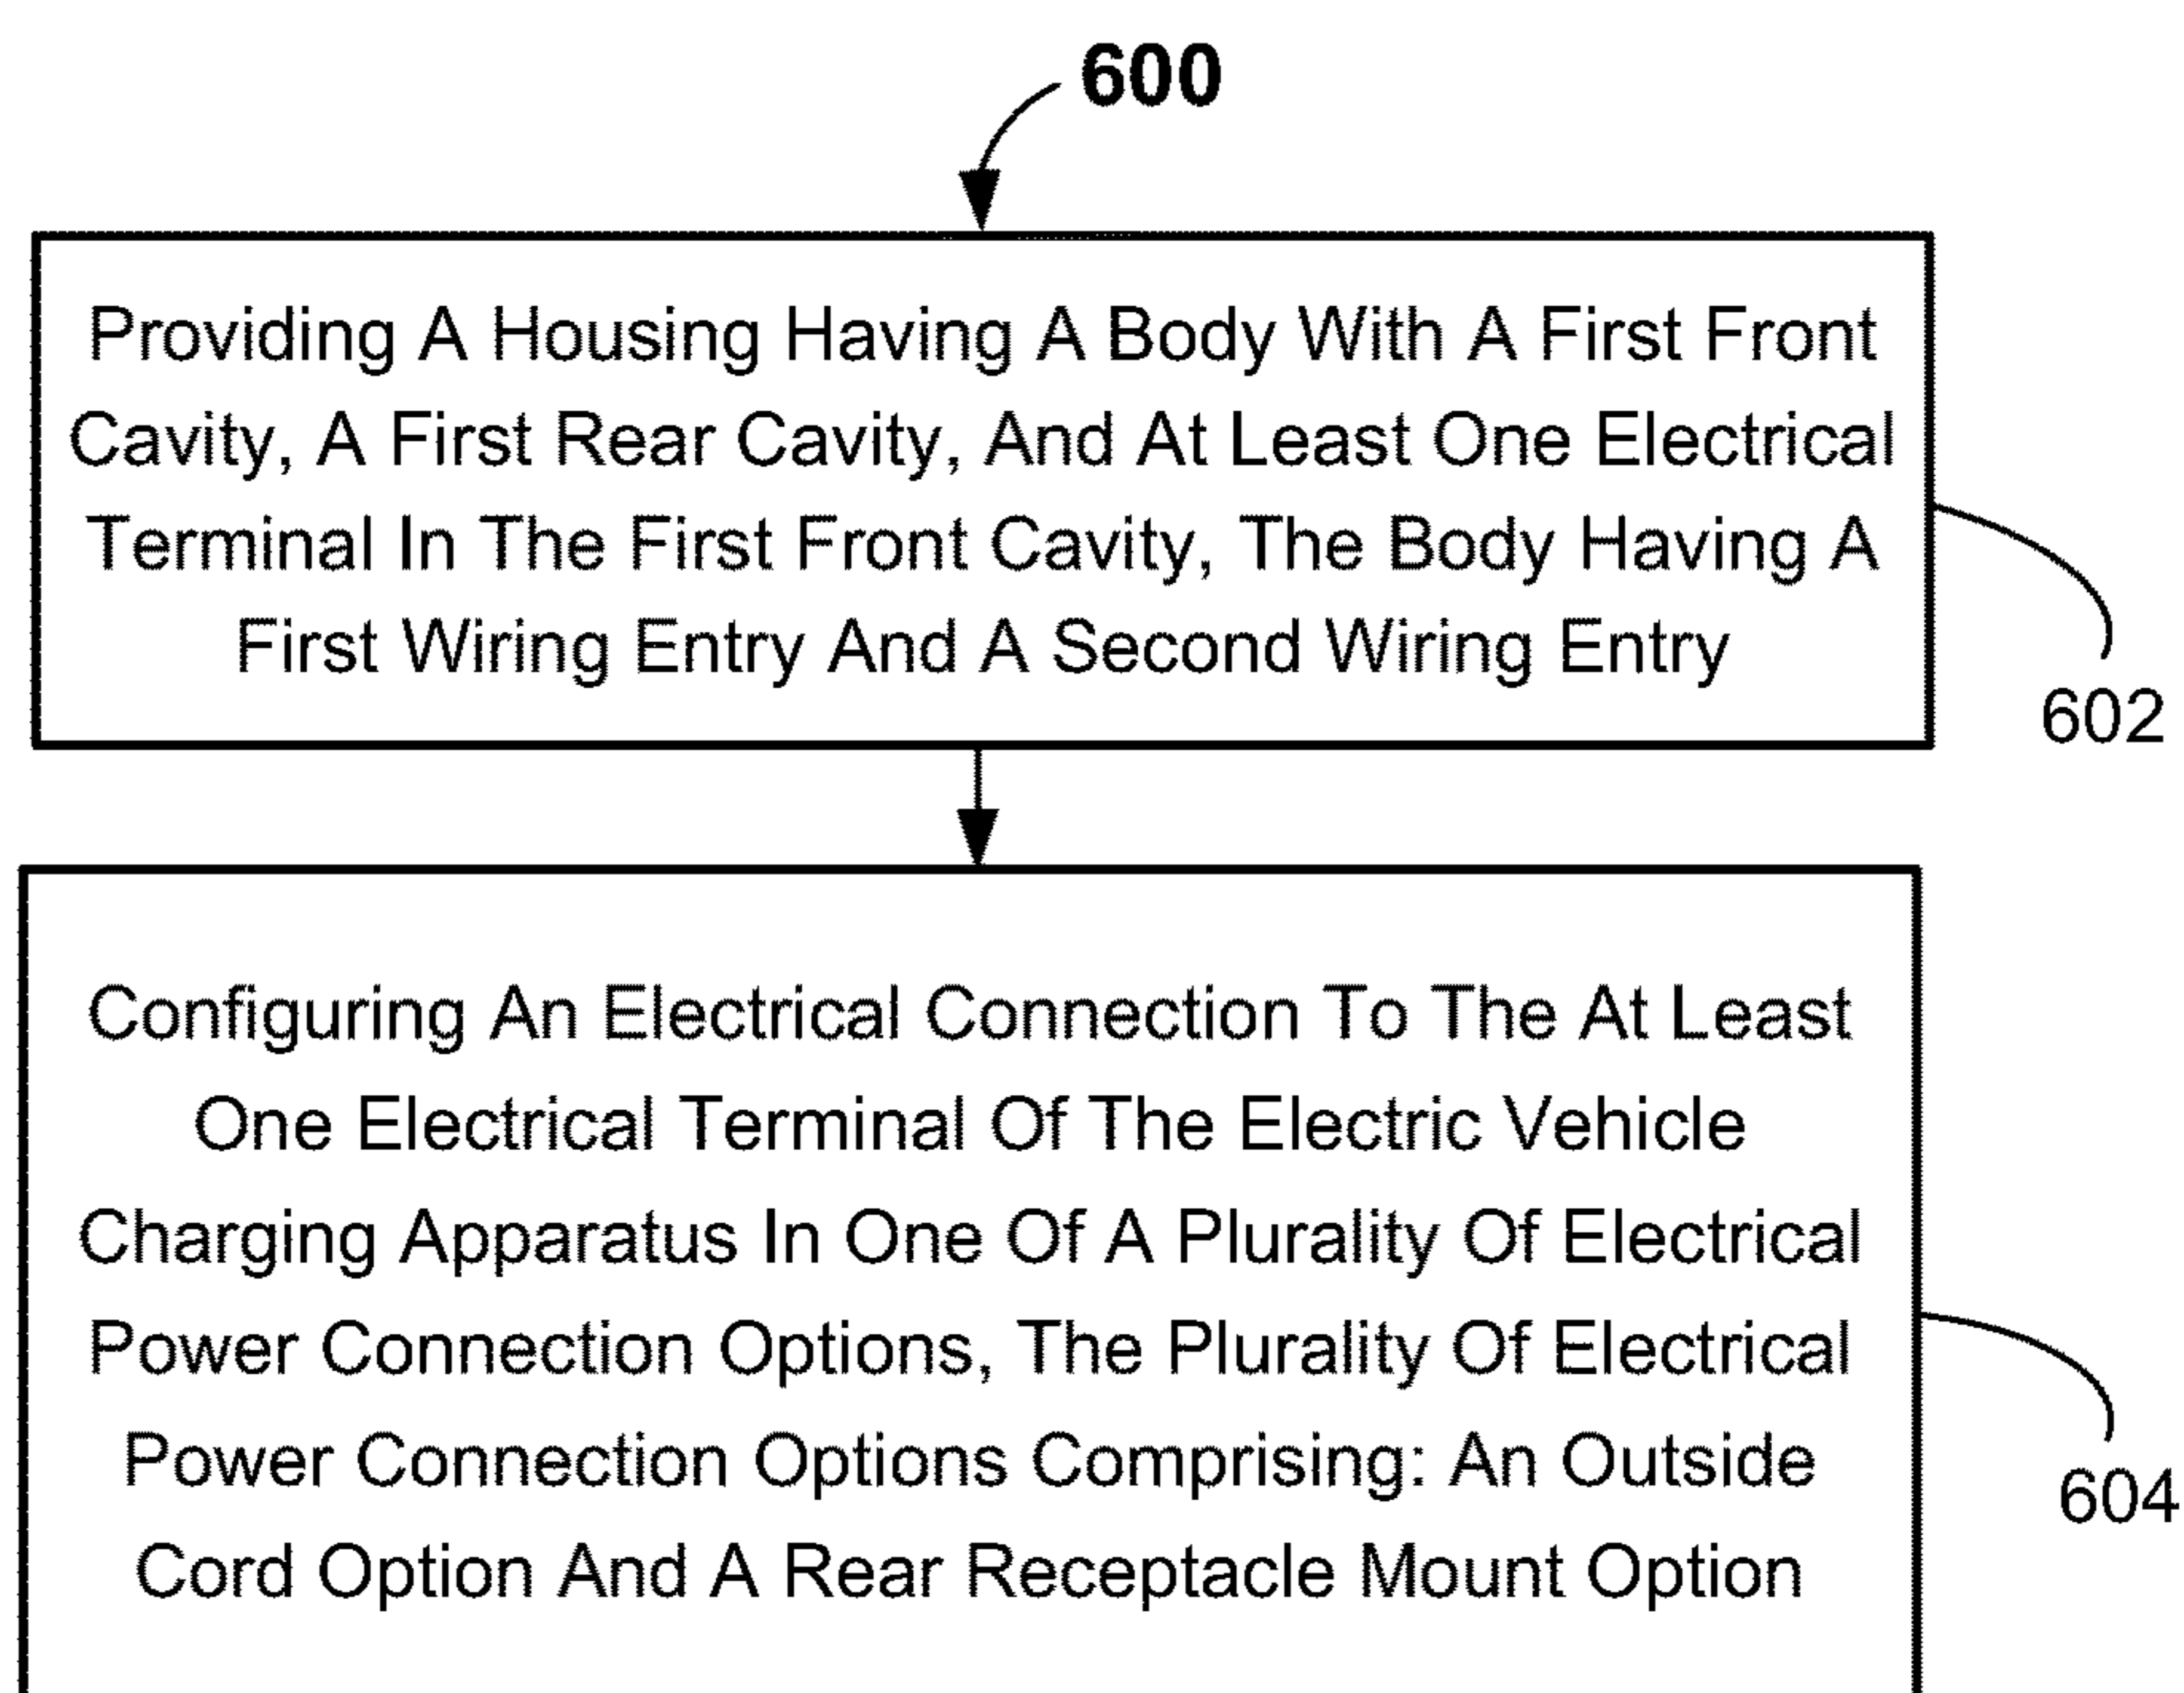 600
Providing A Housing Having A Body With A First Front
Cavity, A First Rear Cavity, And At Least One Electrical
Terminal In The First Front Cavity, The Body Having A
First Wiring Entry And A Second Wiring Entry
602
Configuring An Electrical Connection To The At Least
One Electrical Terminal Of The Electric Vehicle
Charging Apparatus In One Of A Plurality Of Electrical
Power Connection Options, The Plurality Of Electrical
Power Connection Options Comprising: An Outside
Cord Option And A Rear Receptacle Mount Option
604